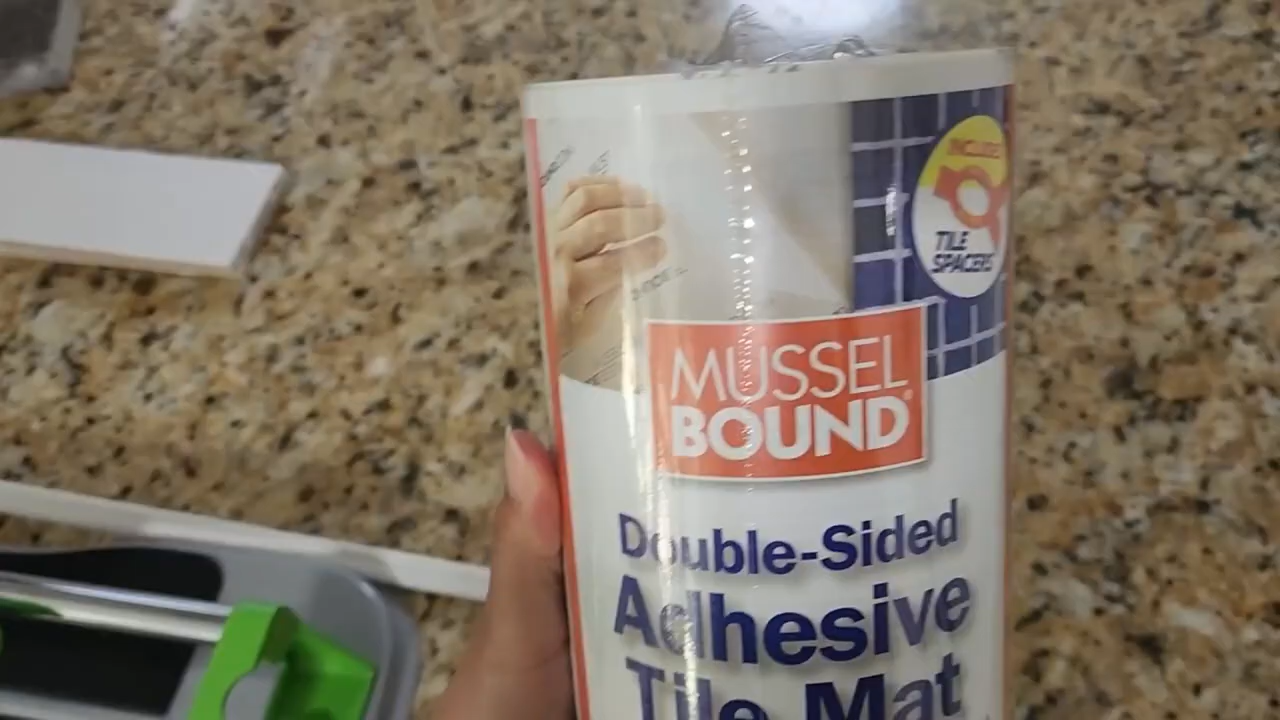 INCLUDES
TILE
SPACERS
MUSSEL
BOUND®
Double-Sided
Adhesive
Tile Mat